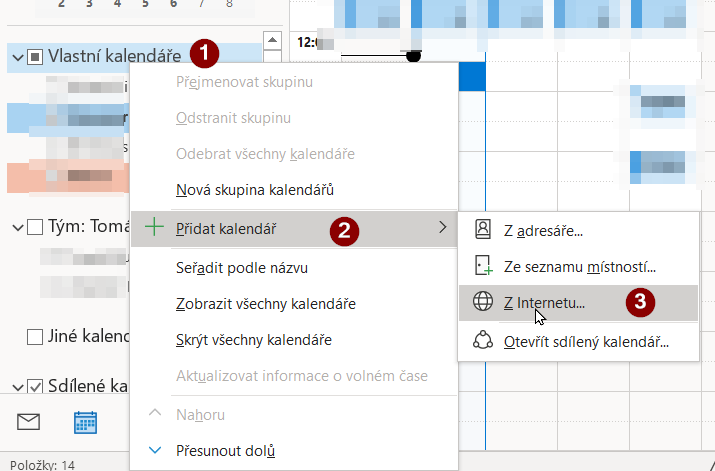 2 3 4 5 6 7 8
12:0
Vlastní kalendáře 1
Přejmenovat skupinu
Odstranit skupinu
Odebrat všechny kalendáře
Nová skupina kalendářů
Tým: Tomá
Přidat kalendář 2
Z adresáře...
Seřadit podle názvu
Ze seznamu místností...
Zobrazit všechny kalendáře
Z Internetu... 3
Jiné kalend
Skrýt všechny kalendáře
Otevřít sdílený kalendář...
Aktualizovat informace o volném čase
Sdílené ka
Nahoru
Přesunout dolů
Položky: 14